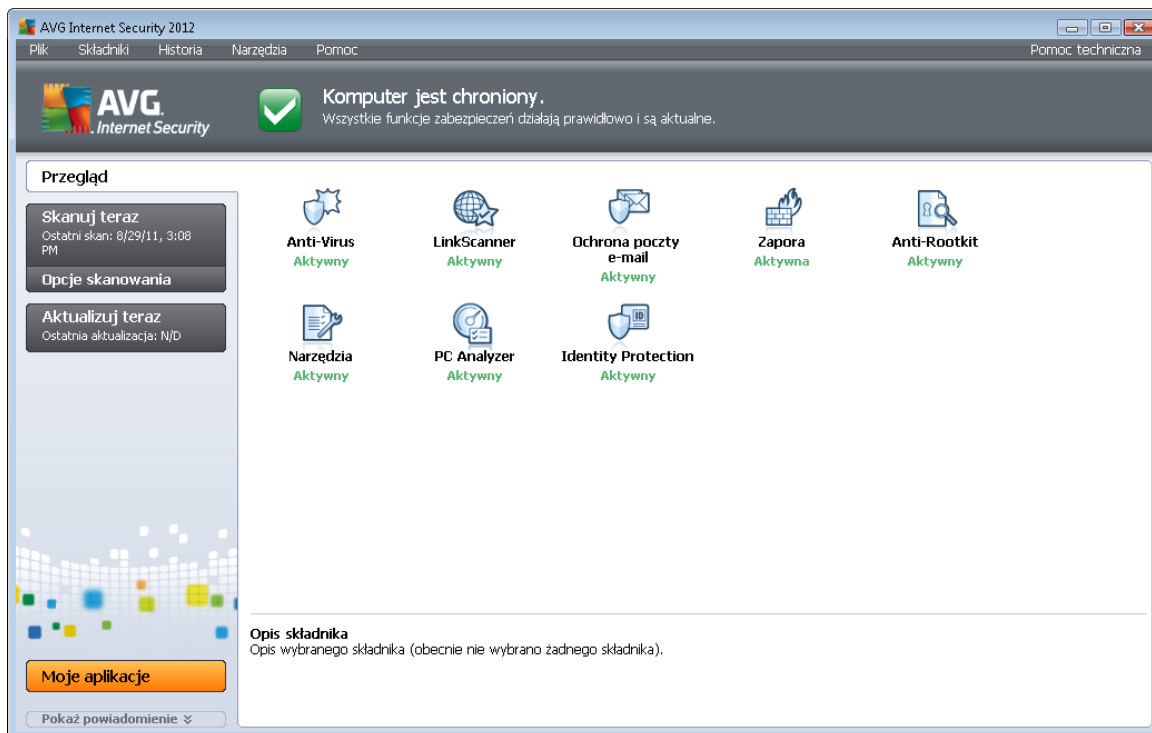 AVG Internet Security 2012
Plik Składniki Historia Narzędzia Pomoc Pomoc techniczna
AVG.
Internet Security
Komputer jest chroniony.
Wszystkie funkcje zabezpieczeń działają prawidłowo i są aktualne.
Przegląd
Skanuj teraz
Ostatni skan: 8/29/11, 3:08
PM
Opcje skanowania
Aktualizuj teraz
Ostatnia aktualizacja: N/D
Anti-Virus
Aktywny
LinkScanner
Aktywny
Ochrona poczty
e-mail
Aktywny
Zapora
Aktywna
Anti-Rootkit
Aktywny
Narzędzia
Aktywny
PC Analyzer
Aktywny
ID
Identity Protection
Aktywny
Opis składnika
Opis wybranego składnika (obecnie nie wybrano żadnego składnika).
Moje aplikacje
Pokaż powiadomienie